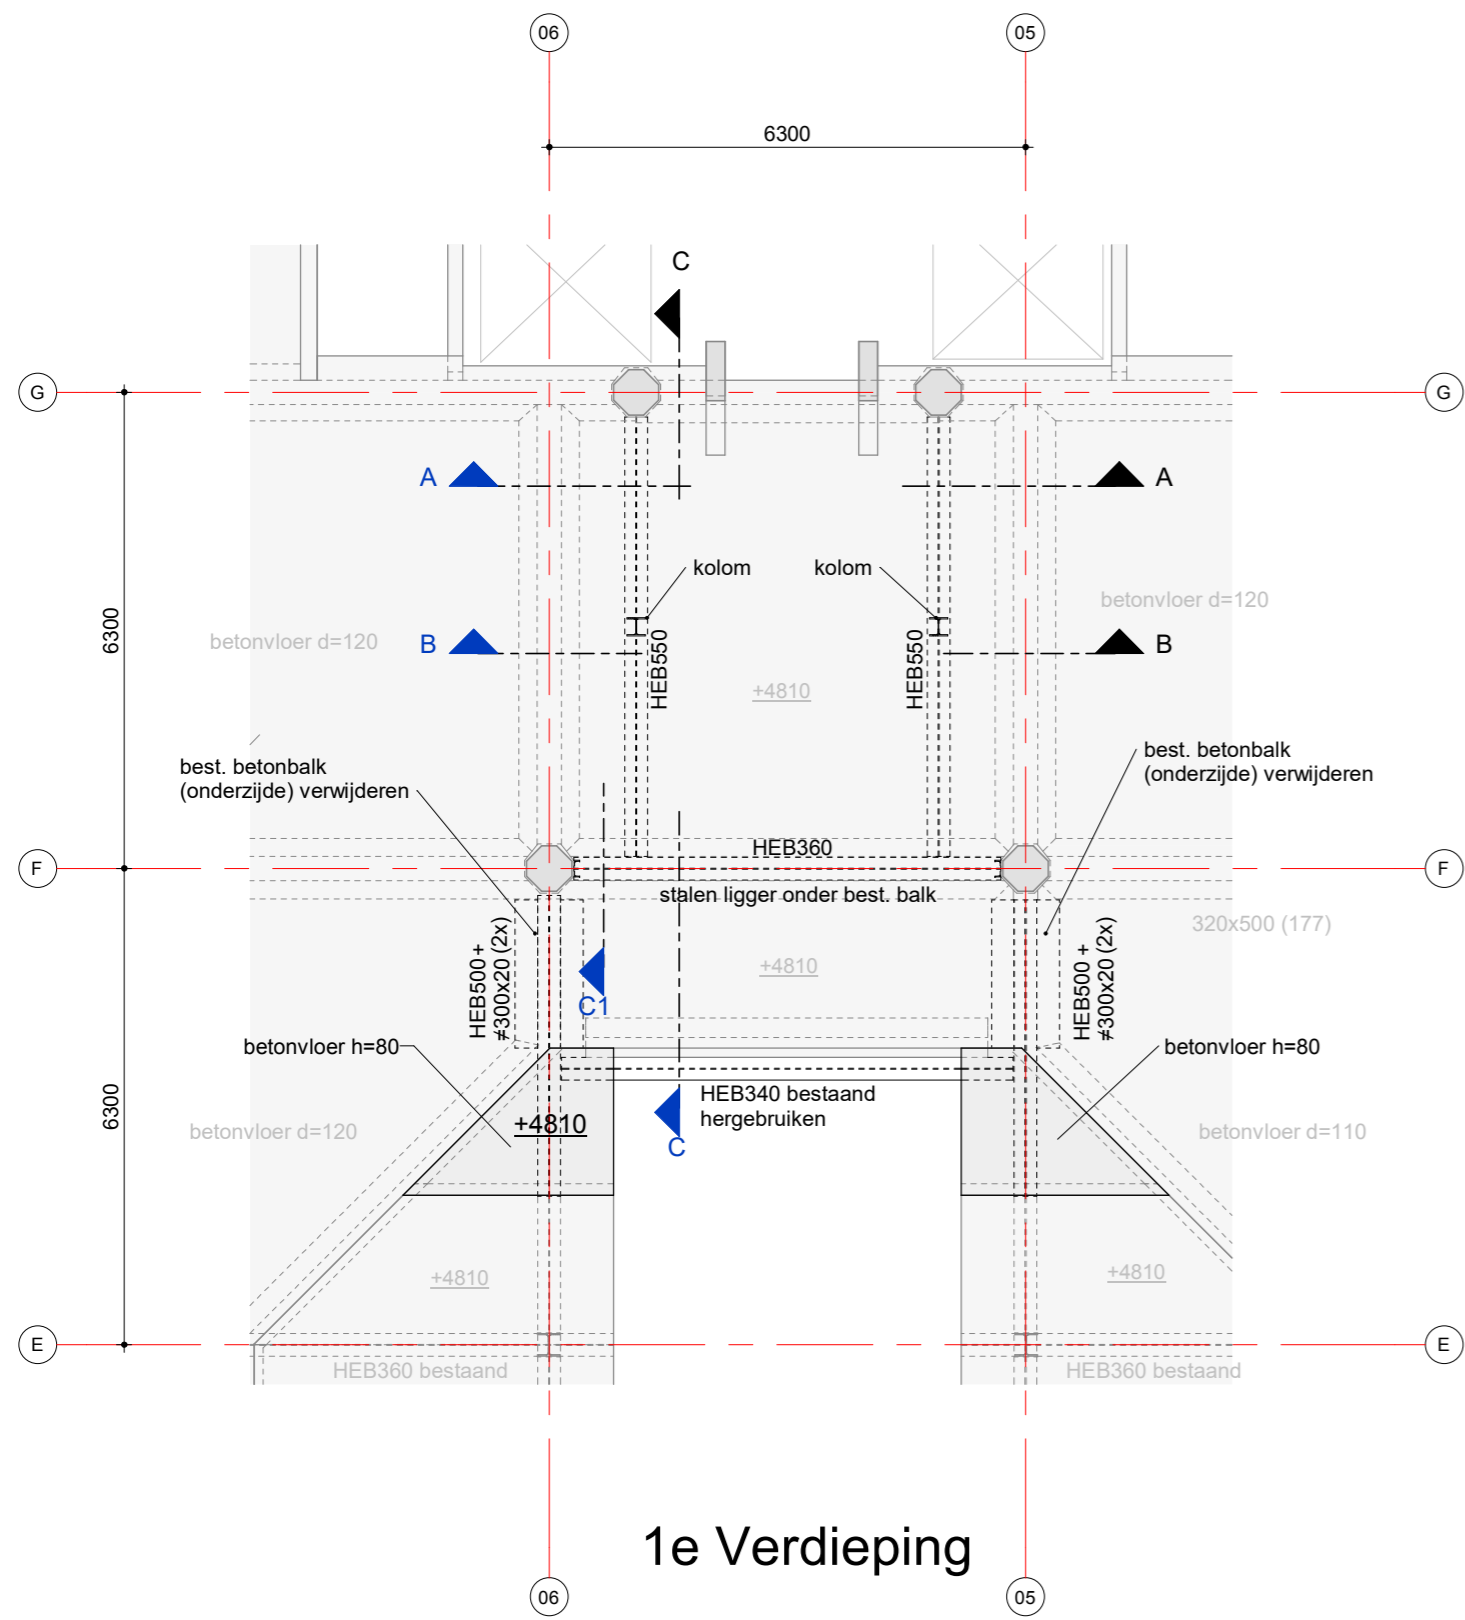 06
05
6300
C
G
G
A
A
kolom
kolom
betonvloer d=120
6300
betonvloer d=120
B
B
HEB550
HEB550
+4810
best. betonbalk
(onderzijde) verwijderen
best. betonbalk
(onderzijde) verwijderen
HEB360
F
F
stalen ligger onder best. balk
320x500 (177)
HEB500+
≠300x20 (2x)
+4810
HEB500 +
≠300x20 (2x)
C1
betonvloer h=80
betonvloer h=80
HEB340 bestaand
hergebruiken
6300
+4810
betonvloer d=120
betonvloer d=110
C
+4810
+4810
E
E
HEB360 bestaand
HEB360 bestaand
1e Verdieping
06
05